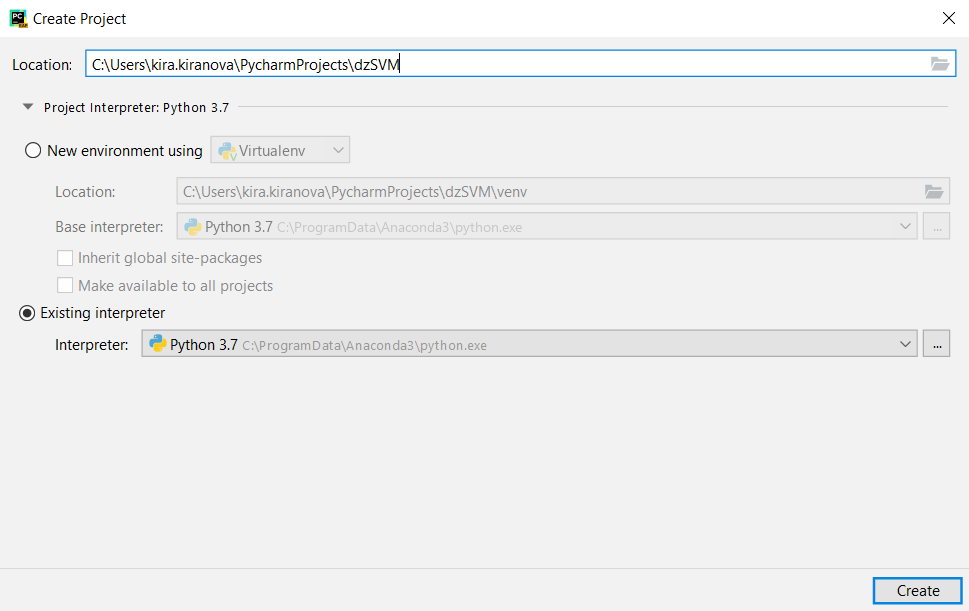 Create Project
Location: C:\Users\kira.kiranova\PycharmProjects\dzSVM
Project Interpreter: Python 3.7
New environment using Virtualenv
Location: C:\Users\kira.kiranova\PycharmProjects\dzSVM\venv
Base interpreter: Python 3.7 C:\ProgramData\Anaconda3\python.exe ...
Inherit global site-packages
Make available to all projects
Existing interpreter
Interpreter: Python 3.7 C:\ProgramData\Anaconda3\python.exe ...
Create